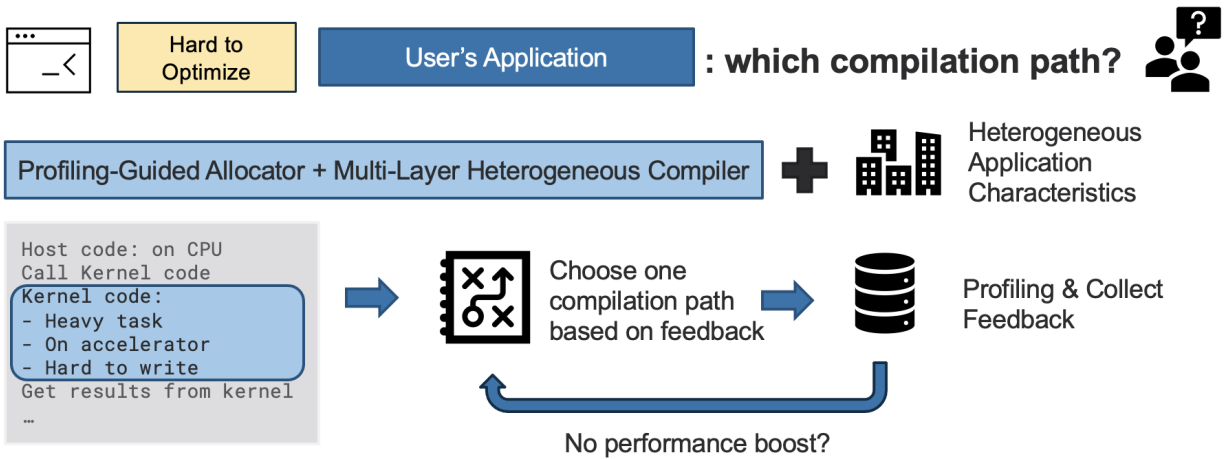 Hard to
Optimize
User's Application
: which compilation path?
?
Profiling-Guided Allocator + Multi-Layer Heterogeneous Compiler
Heterogeneous
Application
Characteristics
Host code: on CPU
Call Kernel code
Kernel code:
- Heavy task
- On accelerator
- Hard to write
Get results from kernel
…
Choose one
compilation path
based on feedback
Profiling & Collect
Feedback
No performance boost?